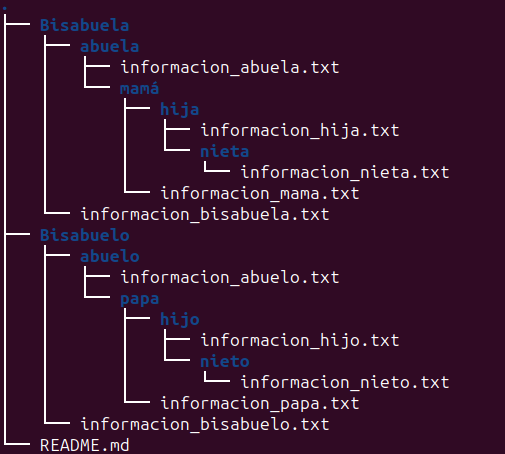 .
Bisabuela
abuela
informacion_abuela.txt
mamá
hija
informacion_hija.txt
nieta
informacion_nieta.txt
informacion_mama.txt
informacion_bisabuela.txt
Bisabuelo
abuelo
informacion_abuelo.txt
papa
hijo
informacion_hijo.txt
nieto
informacion_nieto.txt
informacion_papa.txt
informacion_bisabuelo.txt
README.md